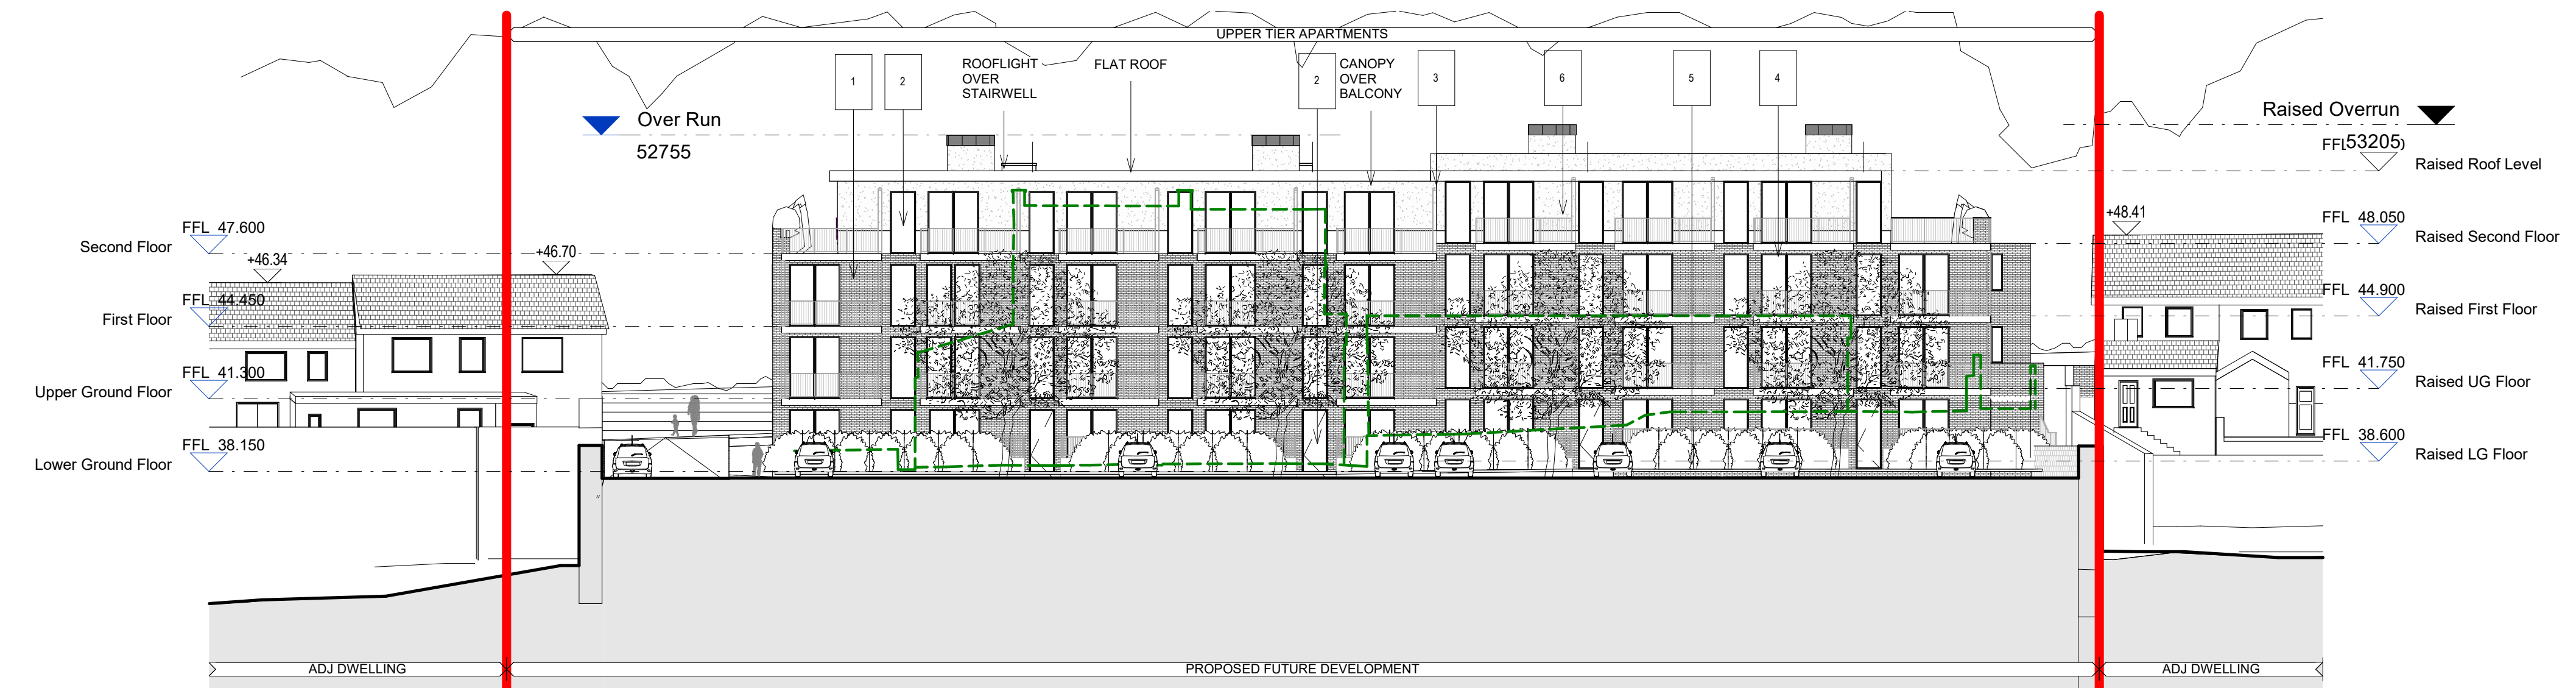 UPPER TIER APARTMENTS
1
2
ROOFLIGHT
OVER
STAIRWELL
FLAT ROOF
2
CANOPY
OVER
BALCONY
3
6
5
4
Over Run
52755
Raised Overrun
53205
FFL
Raised Roof Level
FFL 47.600
Second Floor
+46.34
+46.70
FFL 44.450
First Floor
FFL 41.300
Upper Ground Floor
FFL 38.150
Lower Ground Floor
+48.41
FFL 48.050
Raised Second Floor
FFL 44.900
Raised First Floor
FFL 41.750
Raised UG Floor
FFL 38.600
Raised LG Floor
ADJ DWELLING
PROPOSED FUTURE DEVELOPMENT
ADJ DWELLING